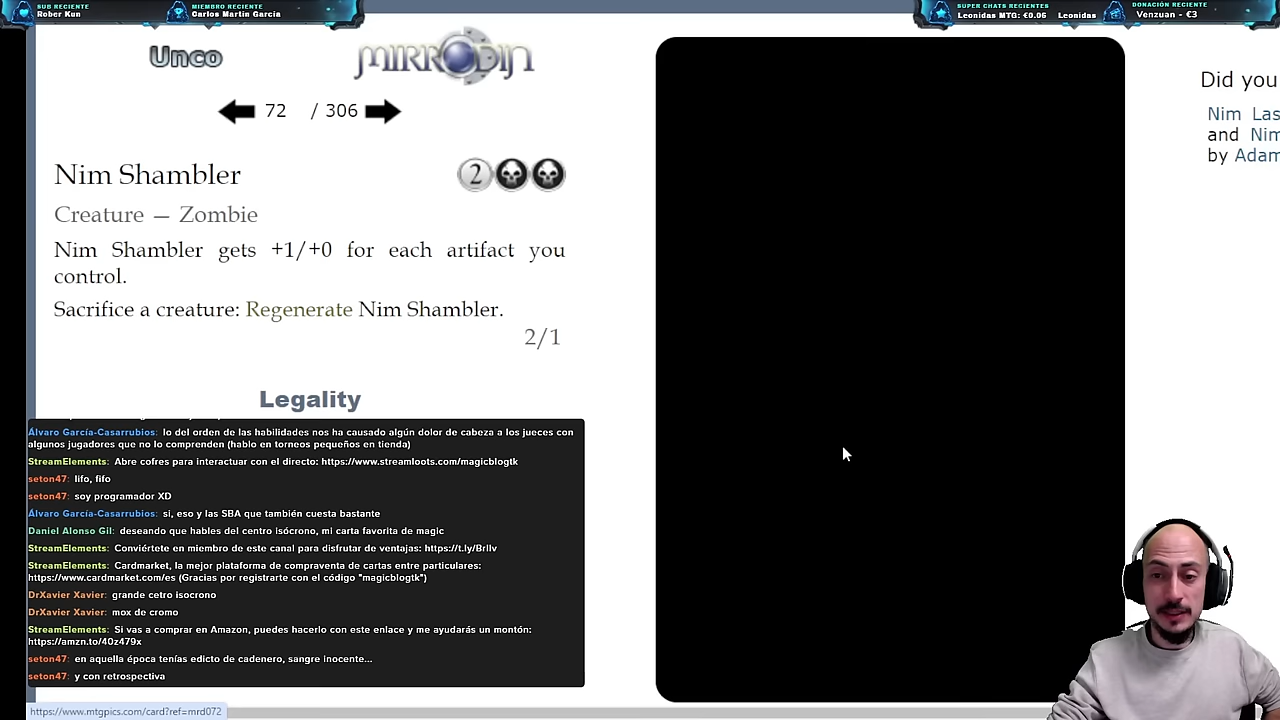 SUB RECIENTE
Rober Kun
MIEMBRO RECIENTE
Carlos Martin Garcia
SUPER CHATS RECIENTES
Leonidas MTG: €0.06 Leonidas
DONACIÓN RECIENTE
Venzuan - €3
Unco
MIRRODIN
72 / 306
Did you
Nim Las
and Nim
by Adam
Nim Shambler
2
Creature — Zombie
Nim Shambler gets +1/+0 for each artifact you
control.
Sacrifice a creature: Regenerate Nim Shambler.
2/1
Legality
Álvaro García-Casarrubios: lo del orden de las habilidades nos ha causado algún dolor de cabeza a los jueces con
algunos jugadores que no lo comprenden (hablo en torneos pequeños en tienda)
StreamElements: Abre cofres para interactuar con el directo: https://www.streamloots.com/magicblogtk
seton47: lifo, fifo
seton47: soy programador XD
Álvaro García-Casarrubios: si, eso y las SBA que también cuesta bastante
Daniel Alonso Gil: deseando que hables del centro isócrono, mi carta favorita de magic
StreamElements: Conviértete en miembro de este canal para disfrutar de ventajas: https://t.ly/BrIlv
StreamElements: Cardmarket, la mejor plataforma de compraventa de cartas entre particulares:
https://www.cardmarket.com/es (Gracias por registrarte con el código "magicblogtk")
DrXavier Xavier: grande cetro isocrono
DrXavier Xavier: mox de cromo
StreamElements: Si vas a comprar en Amazon, puedes hacerlo con este enlace y me ayudarás un montón:
https://amzn.to/40z479x
seton47: en aquella época tenías edicto de cadenero, sangre inocente...
seton47: y con retrospectiva
https://www.mtgpics.com/card?ref=mrd072